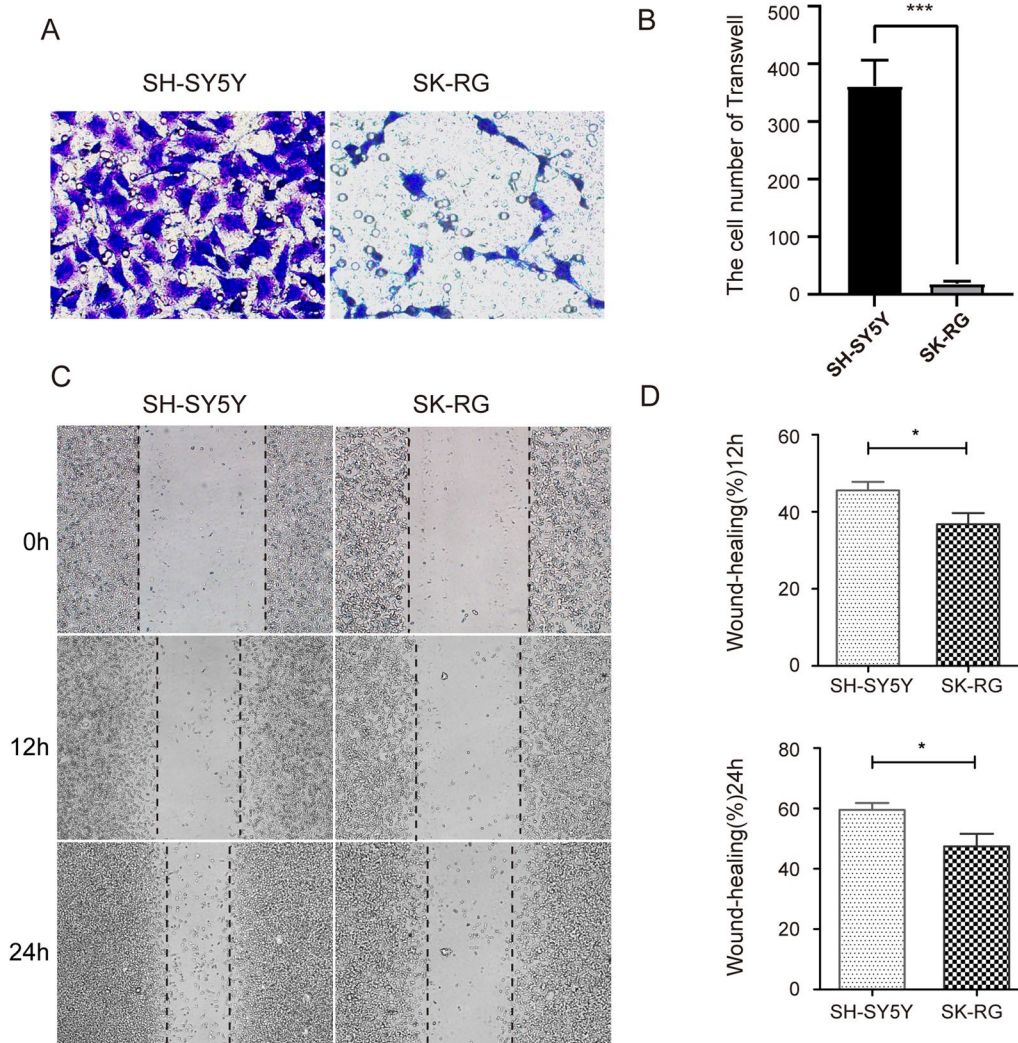 A
SH-SY5Y
SK-RG
B
The cell number of Transwell
500
400
300
200
100
0
***
SH-SY5Y
SK-RG
C
SH-SY5Y
SK-RG
0h
12h
24h
D
Wound-healing(%)12h
60
40
20
0
*
SH-SY5Y
SK-RG
Wound-healing(%)24h
80
60
40
20
0
*
SH-SY5Y
SK-RG